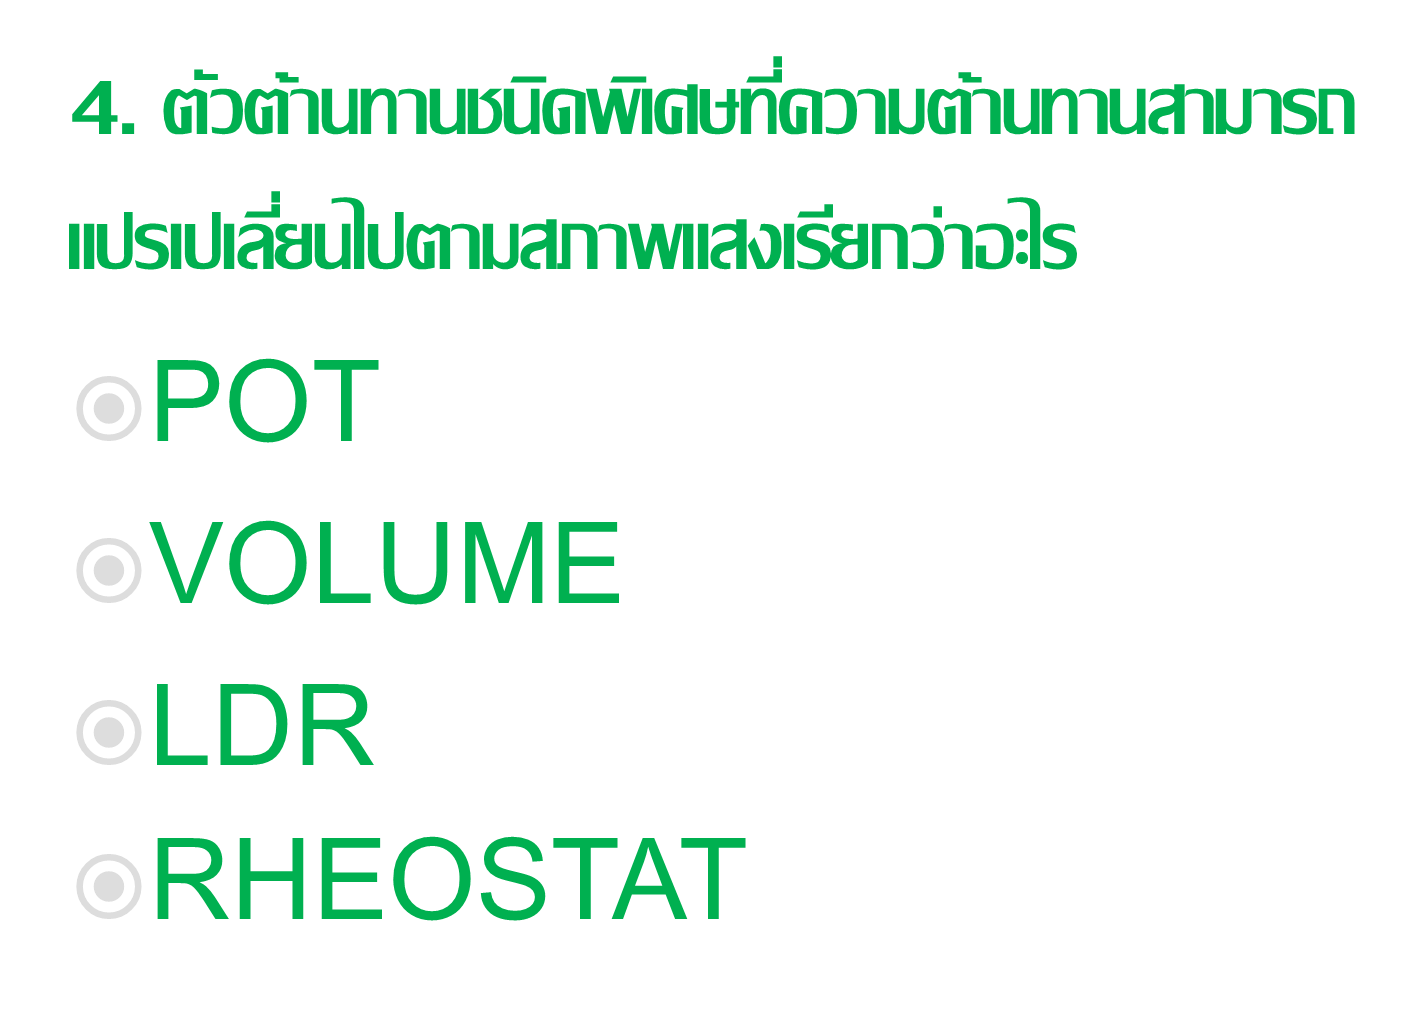 4. ตัวต้านทานชนิดพิเศษที่ความต้านทานสามารถ
แปรเปลี่ยนไปตามสภาพแสงเรียกว่าอะไร
POT
VOLUME
LDR
RHEOSTAT